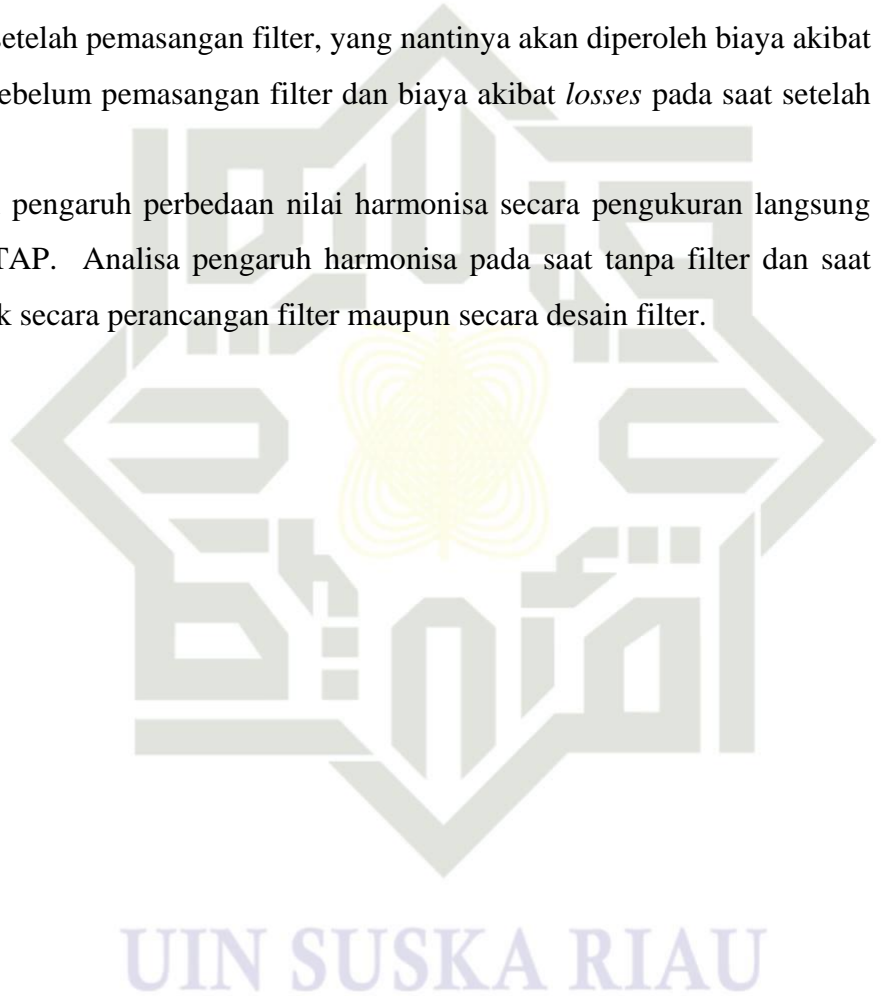 setelah pemasangan filter, yang nantinya akan diperoleh biaya akibat
sebelum pemasangan filter dan biaya akibat losses pada saat setelah
pengaruh perbedaan nilai harmonisa secara pengukuran langsung
TAP. Analisa pengaruh harmonisa pada saat tanpa filter dan saat
k secara perancangan filter maupun secara desain filter.
UIN SUSKA RIAU